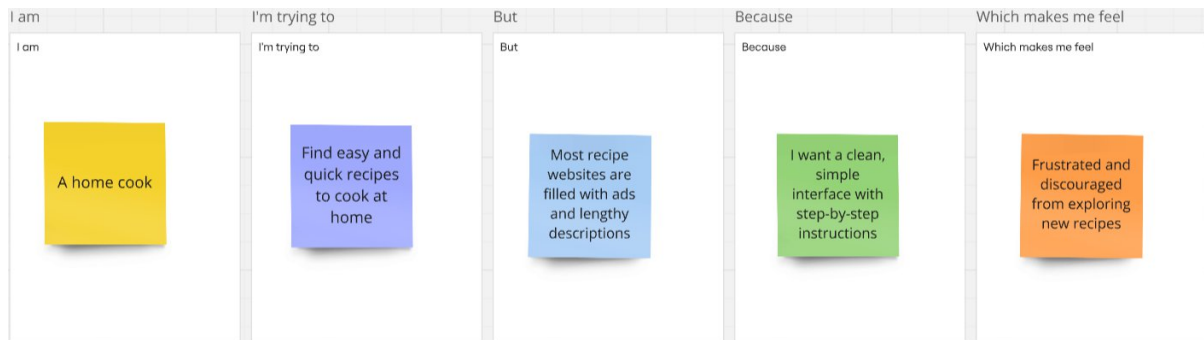 I am
I'm trying to
But
Because
Which makes me feel
I am
I'm trying to
But
Because
Which makes me feel
A home cook
Find easy and
quick recipes
to cook at
home
Most recipe
websites are
filled with ads
and lengthy
descriptions
I want a clean,
simple
interface with
step-by-step
instructions
Frustrated and
discouraged
from exploring
new recipes